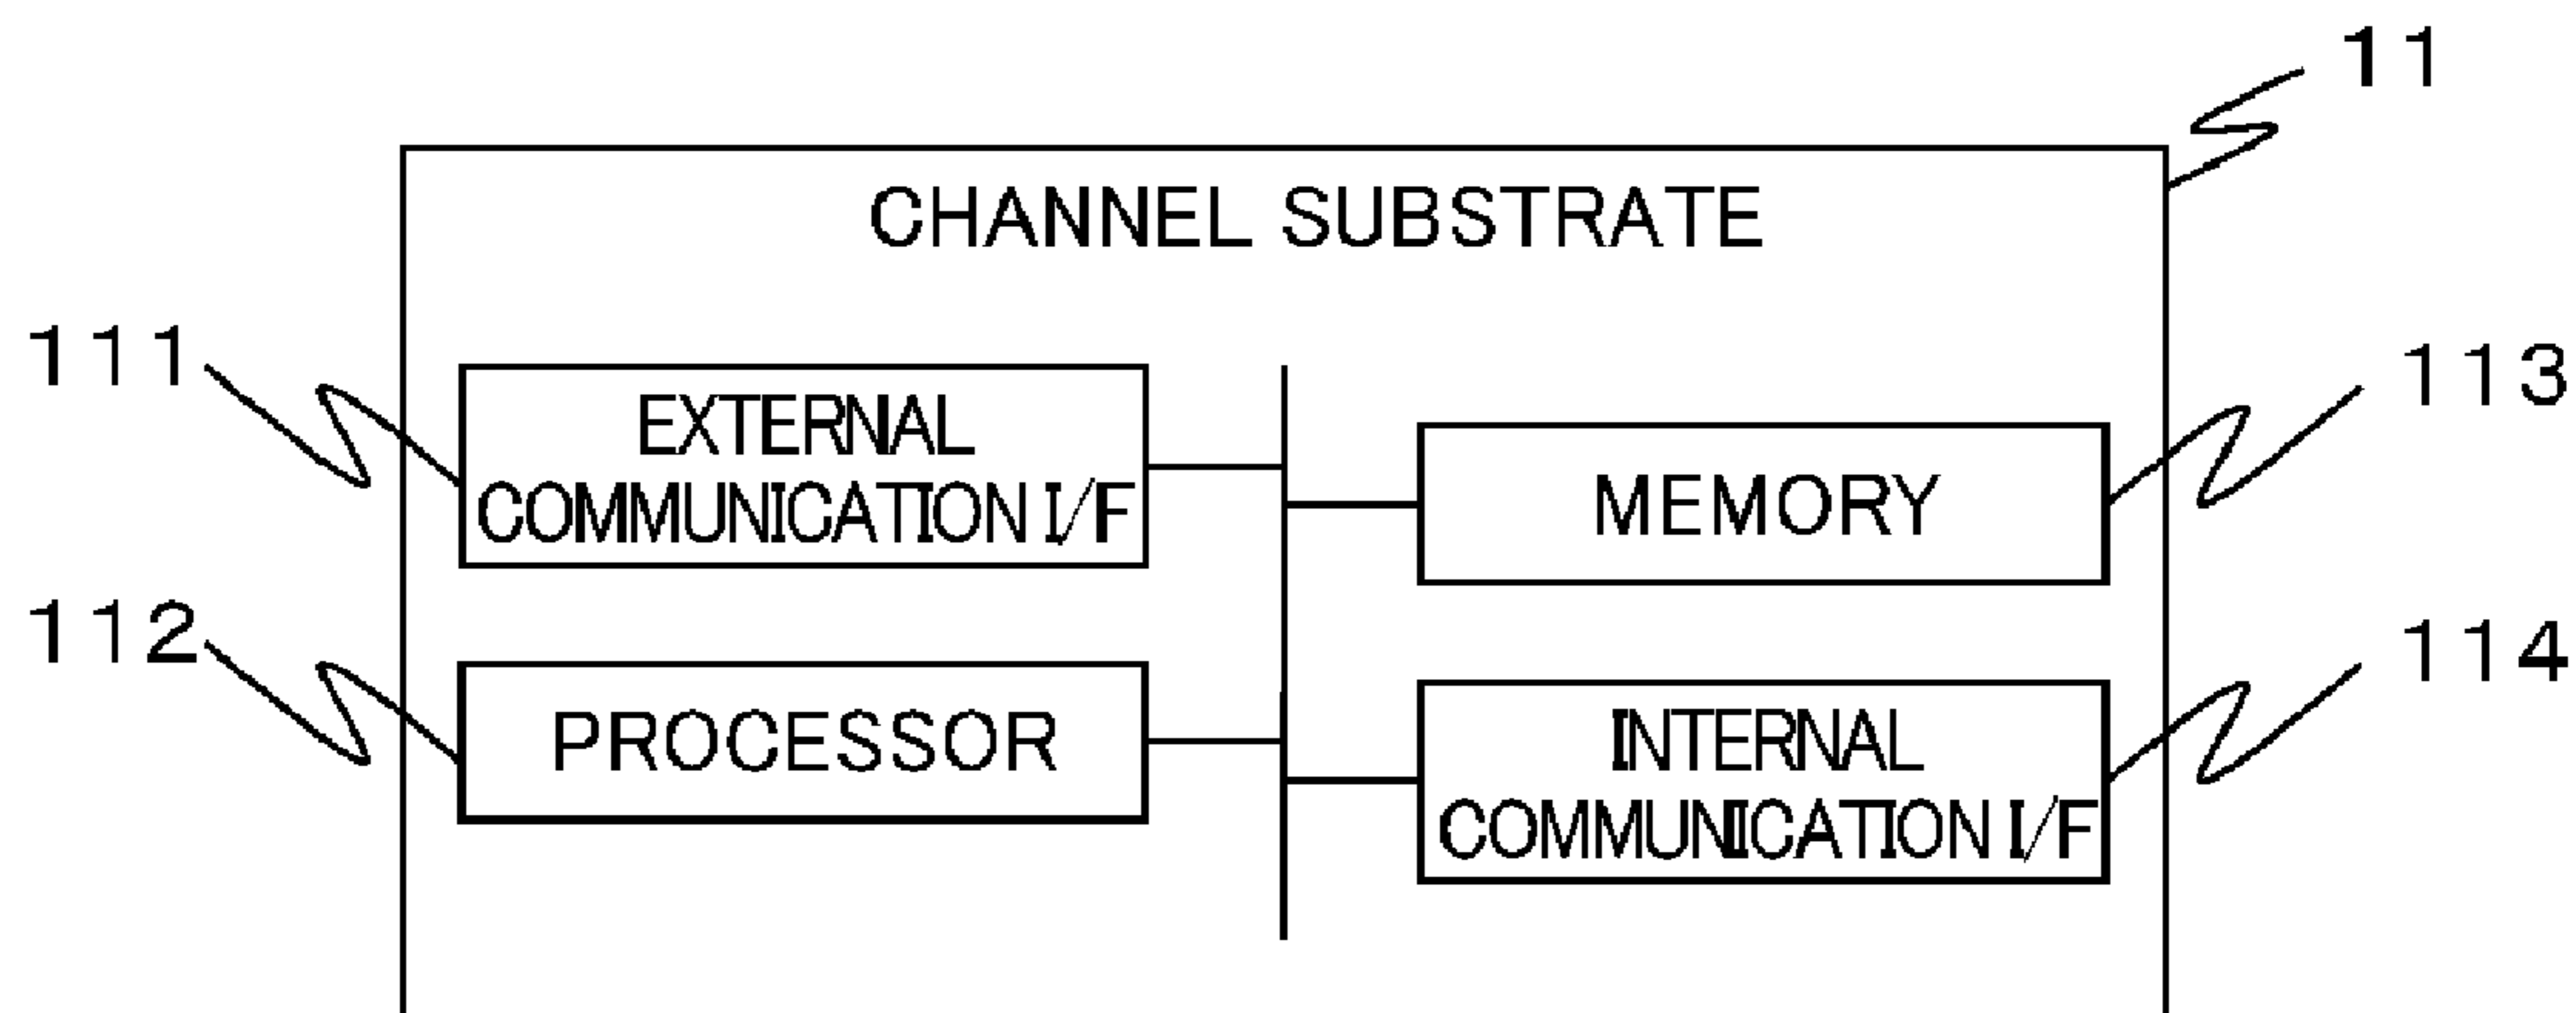 11
CHANNEL SUBSTRATE
111
EXTERNAL
COMMUNICATION I/F
113
MEMORY
112
PROCESSOR
114
INTERNAL
COMMUNICATION I/F